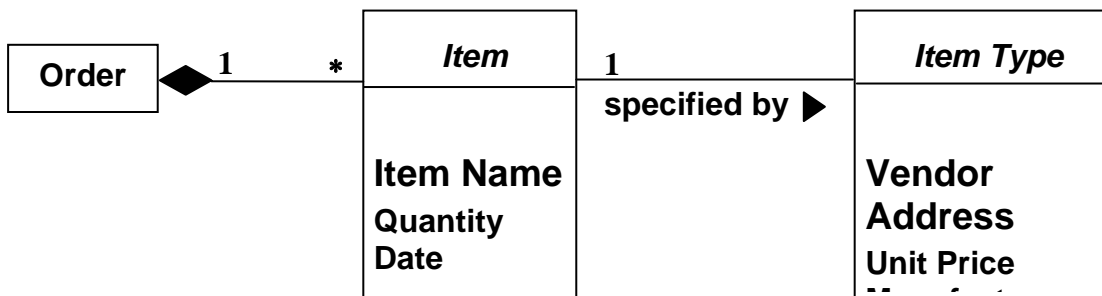 Order
1
*
Item
1
specified by
Item Type
Item Name
Quantity
Date
Vendor
Address
Unit Price